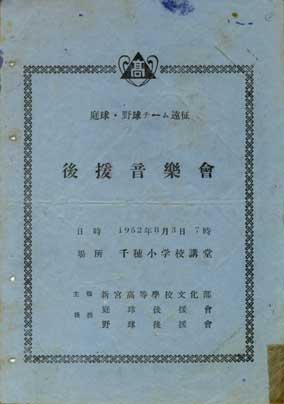 高
庭球・野球チーム遠征
後援音樂會
日時 1952年8月3日 7時
場所 千穂小学校講堂
主催 新宮高等學校文化部
後援 庭球後援會
野球後援會